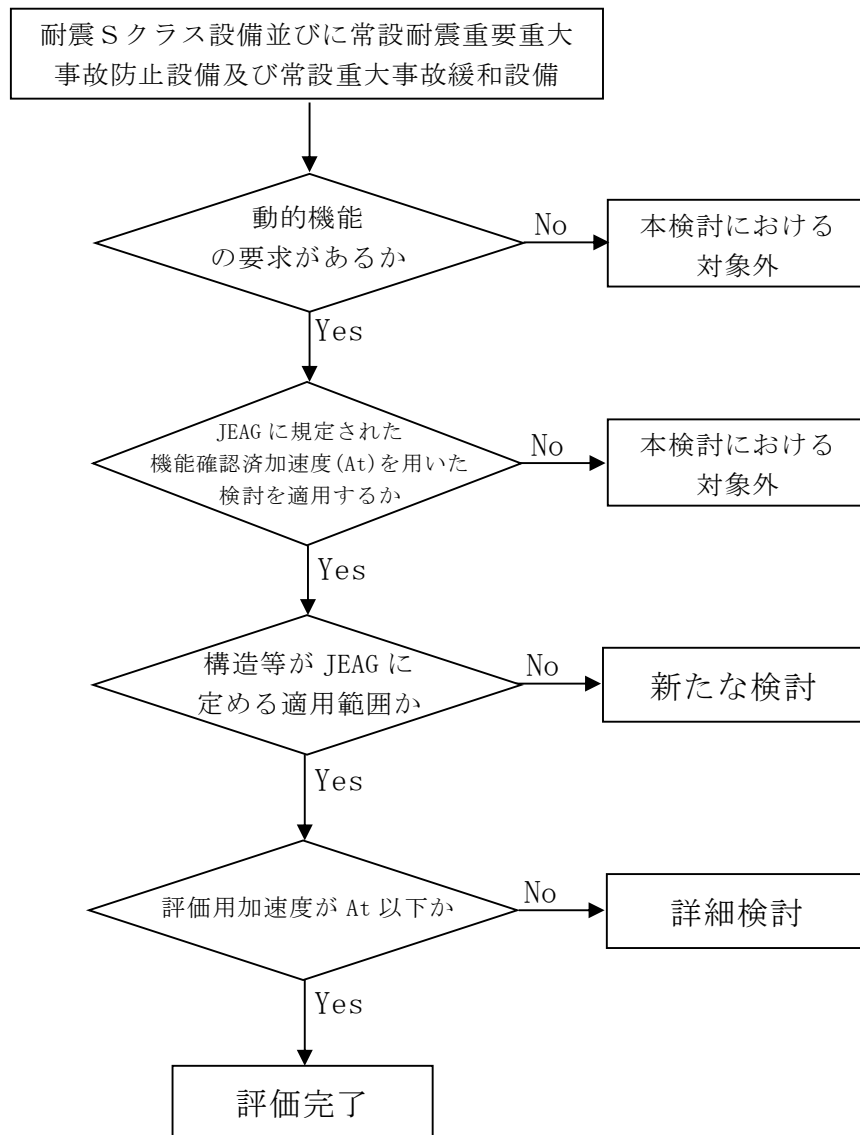 耐震Ｓクラス設備並びに常設耐震重要重大
事故防止設備及び常設重大事故緩和設備
動的機能
の要求があるか
No
本検討における
対象外
Yes
JEAGに規定された
機能確認済加速度(At)を用いた
検討を適用するか
No
本検討における
対象外
Yes
構造等が JEAGに
定める適用範囲か
No
新たな検討
Yes
評価用加速度が At 以下か
No
詳細検討
Yes
評価完了